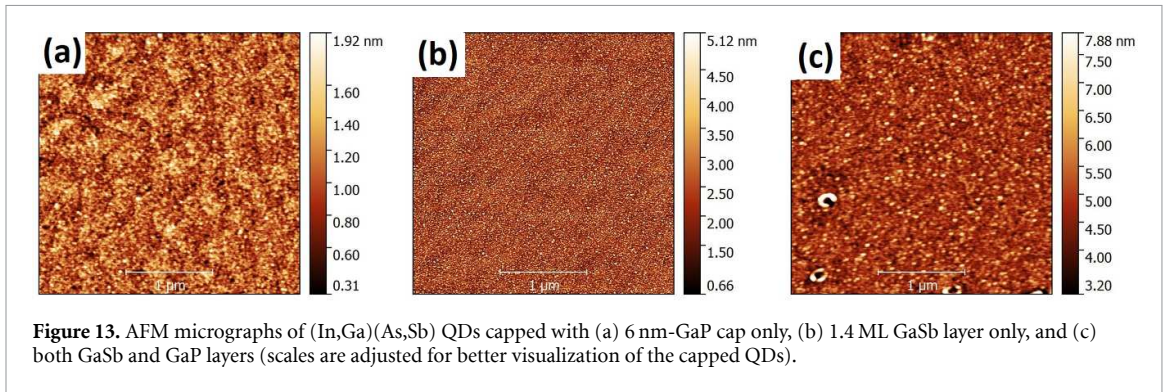 (a)
1.92 nm
1.60
1.40
1.20
1.00
0.80
0.60
0.31
1 µm
(b)
5.12 nm
4.50
4.00
3.50
3.00
2.50
2.00
1.50
0.66
1 µm
(c)
7.88 nm
7.50
7.00
6.50
6.00
5.50
5.00
4.50
4.00
3.20
1 µm
Figure 13. AFM micrographs of (In,Ga)(As,Sb) QDs capped with (a) 6 nm-GaP cap only, (b) 1.4 ML GaSb layer only, and (c)
both GaSb and GaP layers (scales are adjusted for better visualization of the capped QDs).